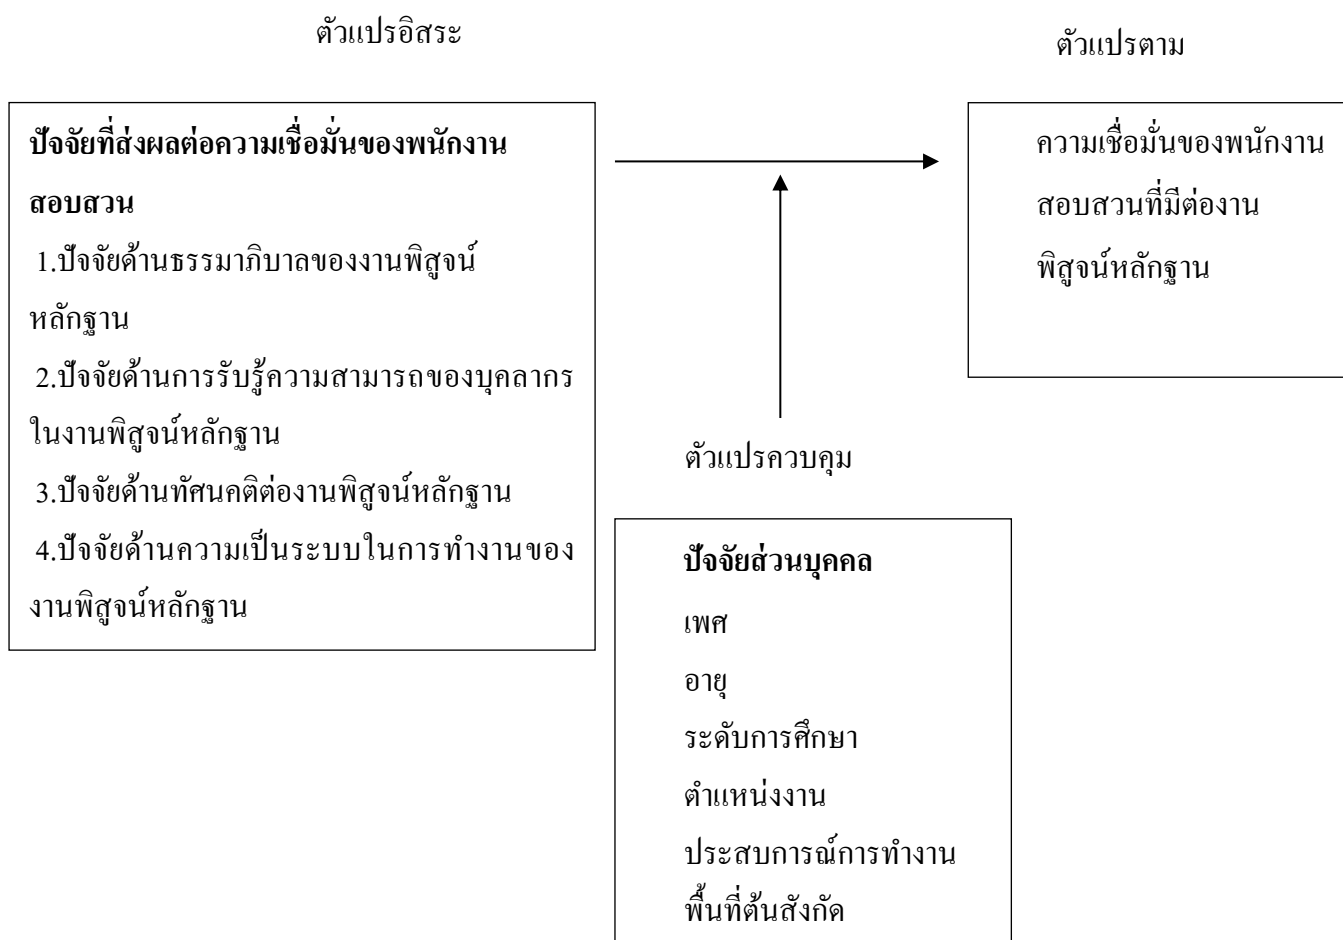 ตัวแปรอิสระ
ตัวแปรตาม
ปัจจัยที่ส่งผลต่อความเชื่อมั่นของพนักงาน
สอบสวน
1.ปัจจัยด้านธรรมาภิบาลของงานพิสูจน์
หลักฐาน
2.ปัจจัยด้านการรับรู้ความสามารถของบุคลากร
ในงานพิสูจน์หลักฐาน
3.ปัจจัยด้านทัศนคติต่องานพิสูจน์หลักฐาน
4.ปัจจัยด้านความเป็นระบบในการทำงานของ
งานพิสูจน์หลักฐาน
ความเชื่อมั่นของพนักงาน
สอบสวนที่มีต่องาน
พิสูจน์หลักฐาน
ตัวแปรควบคุม
ปัจจัยส่วนบุคคล
เพศ
อายุ
ระดับการศึกษา
ตำแหน่งงาน
ประสบการณ์การทำงาน
พื้นที่ต้นสังกัด